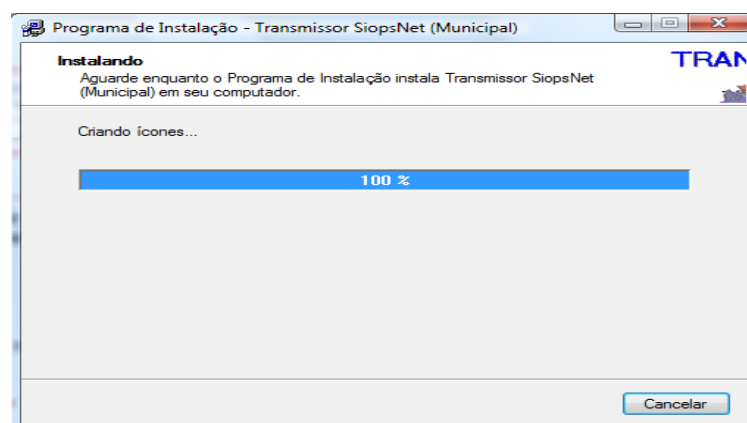 Programa de Instalação - Transmissor SiopsNet (Municipal)
Instalando
Aguarde enquanto o Programa de Instalação instala Transmissor SiopsNet
(Municipal) em seu computador.
TRAN
Criando ícones...
100 %
Cancelar